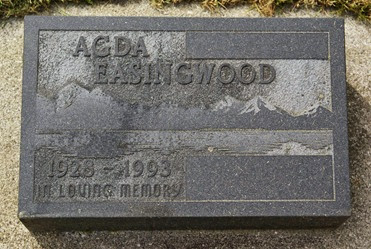 AGDA
EASINGWOOD
1928 - 1993
IN LOVING MEMORY